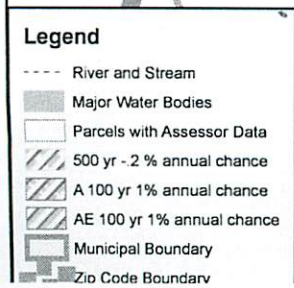 Legend
River and Stream
Major Water Bodies
Parcels with Assessor Data
500 yr -.2 % annual chance
A 100 yr 1% annual chance
AE 100 yr 1% annual chance
Municipal Boundary
Zip Code Boundary